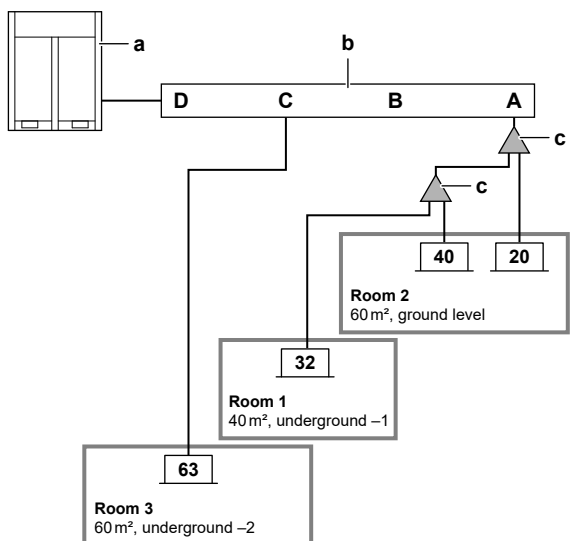 a
b
D C B A
c
c
40 20
Room 2
60 m², ground level
32
Room 1
40 m², underground –1
63
Room 3
60 m², underground –2